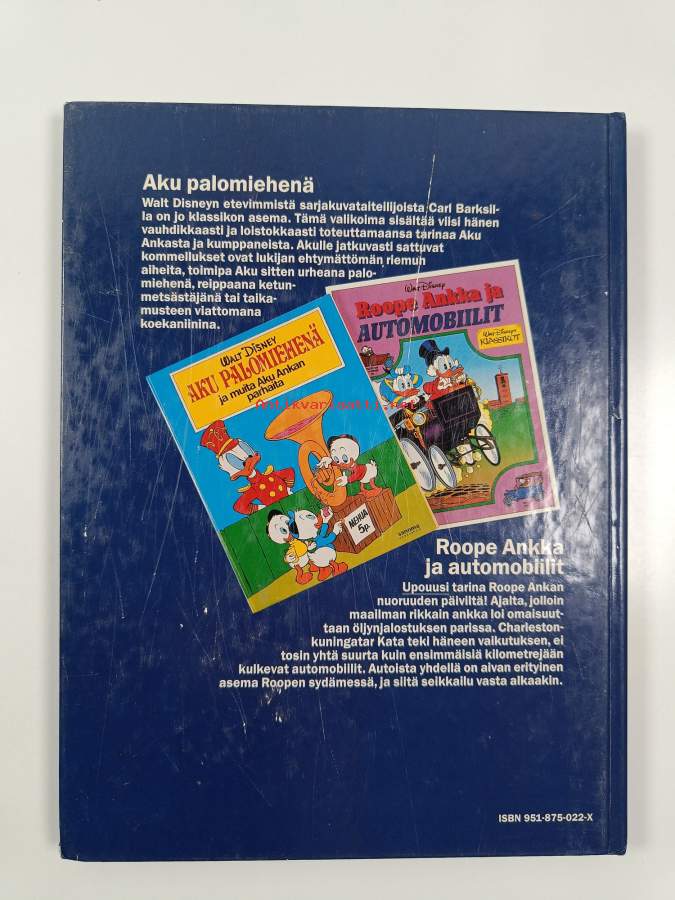 Aku palomiehenä
Walt Disneyn etevimmistä sarjakuvataiteilijoista Carl Barksil-
la on jo klassikon asema. Tämä valikoima sisältää viisi hänen
vauhdikkaasti ja loistokkaasti toteuttamaansa tarinaa Aku
Ankasta ja kumppaneista. Akulle jatkuvasti sattuvat
kommellukset ovat lukijan ehtymättömän riemun
aiheita, toimipa Aku sitten urheana palo-
miehenä, reippaana ketun-
metsästäjänä tai taika-
musteen viattomana
koekaniinina.
WALT DISNEY
AKU PALOMIEHENÄ
ja muita Aku Ankan
parhaita
MEHUA
5p.
sanoma
Walt Disney
Roope Ankka ja
AUTOMOBIILIT
Walt Disneyn
KLASSIKOT
Antikvariaatti.net
Roope Ankka
ja automobiilit
Upouusi tarina Roope Ankan
nuoruuden päiviltä! Ajalta, jolloin
maailman rikkain ankka loi omaisuut-
taan öljynjalostuksen parissa. Charleston-
kuningatar Kata teki häneen vaikutuksen, ei
tosin yhtä suurta kuin ensimmäisiä kilometrejään
kulkevat automobiilit. Autoista yhdellä on aivan erityinen
asema Roopen sydämessä, ja siitä seikkailu vasta alkaakin.
ISBN 951-875-022-X